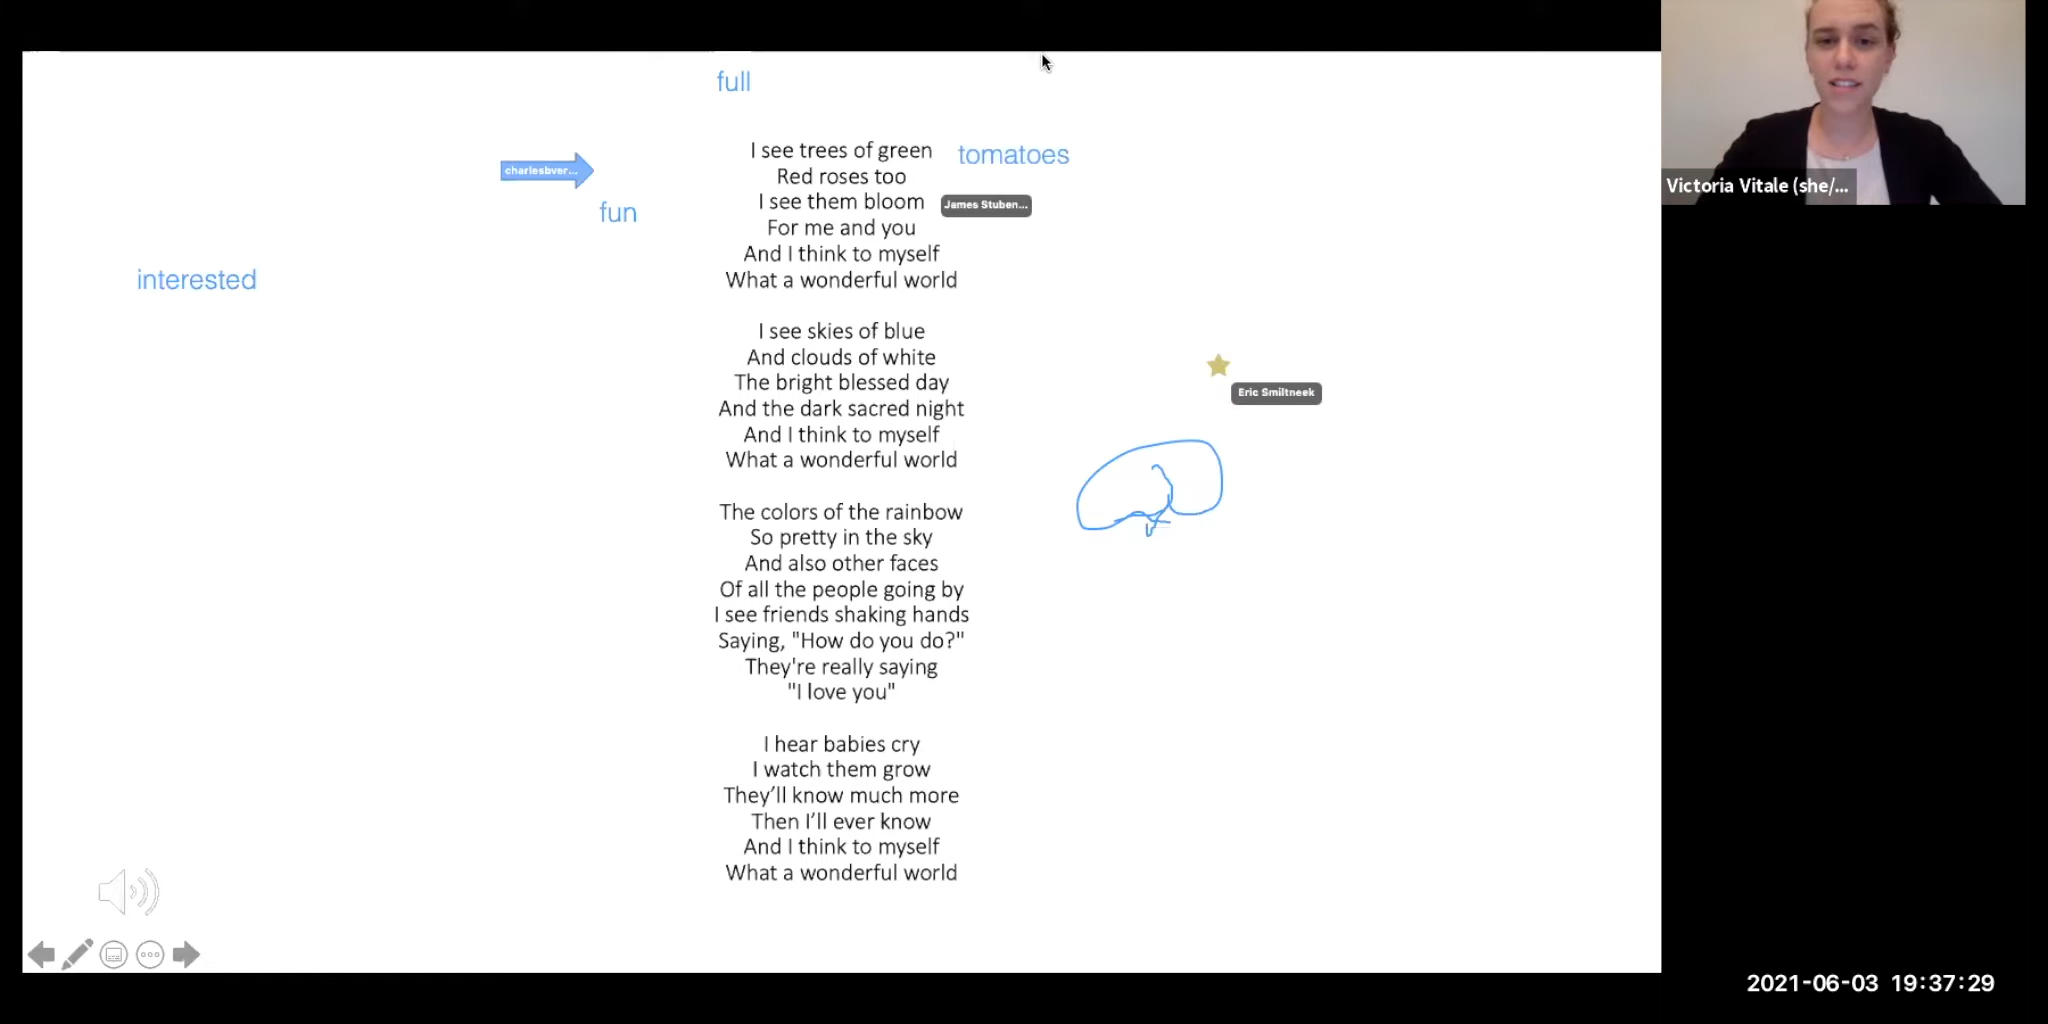 full
I see trees of green
tomatoes
charlesbver...
Red roses too
I see them bloom
James Stuben...
fun
For me and you
And I think to myself
What a wonderful world
interested
I see skies of blue
And clouds of white
The bright blessed day
Eric Smiltneek
And the dark sacred night
And I think to myself
What a wonderful world
The colors of the rainbow
So pretty in the sky
And also other faces
Of all the people going by
I see friends shaking hands
Saying, "How do you do?"
They're really saying
"I love you"
I hear babies cry
I watch them grow
They'll know much more
Then I'll ever know
And I think to myself
What a wonderful world
Victoria Vitale (she/...
2021-06-03 19:37:29